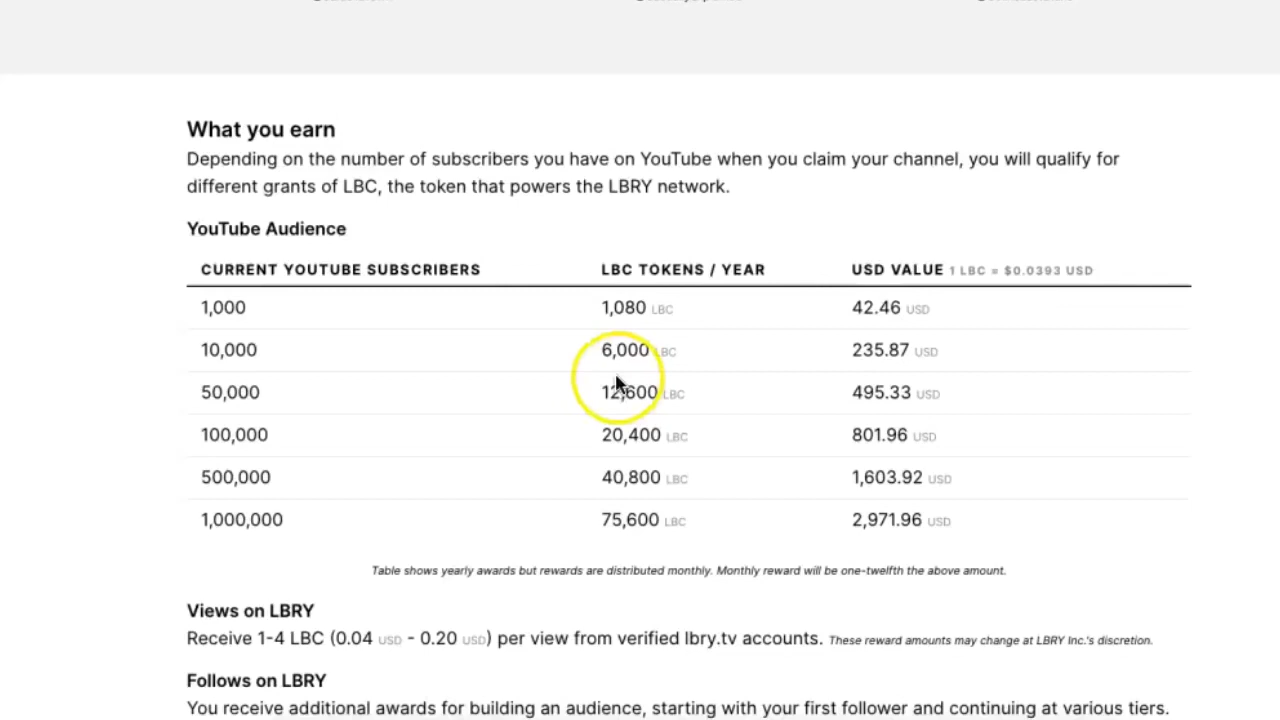 What you earn
Depending on the number of subscribers you have on YouTube when you claim your channel, you will qualify for
different grants of LBC, the token that powers the LBRY network.
YouTube Audience
CURRENT YOUTUBE SUBSCRIBERS LBC TOKENS / YEAR USD VALUE 1 LBC = $0.0393 USD
1,000 1,080 LBC 42.46 USD
10,000 6,000 LBC 235.87 USD
50,000 12,600 LBC 495.33 USD
100,000 20,400 LBC 801.96 USD
500,000 40,800 LBC 1,603.92 USD
1,000,000 75,600 LBC 2,971.96 USD
Table shows yearly awards but rewards are distributed monthly. Monthly reward will be one-twelfth the above amount.
Views on LBRY
Receive 1-4 LBC (0.04 USD - 0.20 USD) per view from verified lbry.tv accounts. These reward amounts may change at LBRY Inc.'s discretion.
Follows on LBRY
You receive additional awards for building an audience, starting with your first follower and continuing at various tiers.